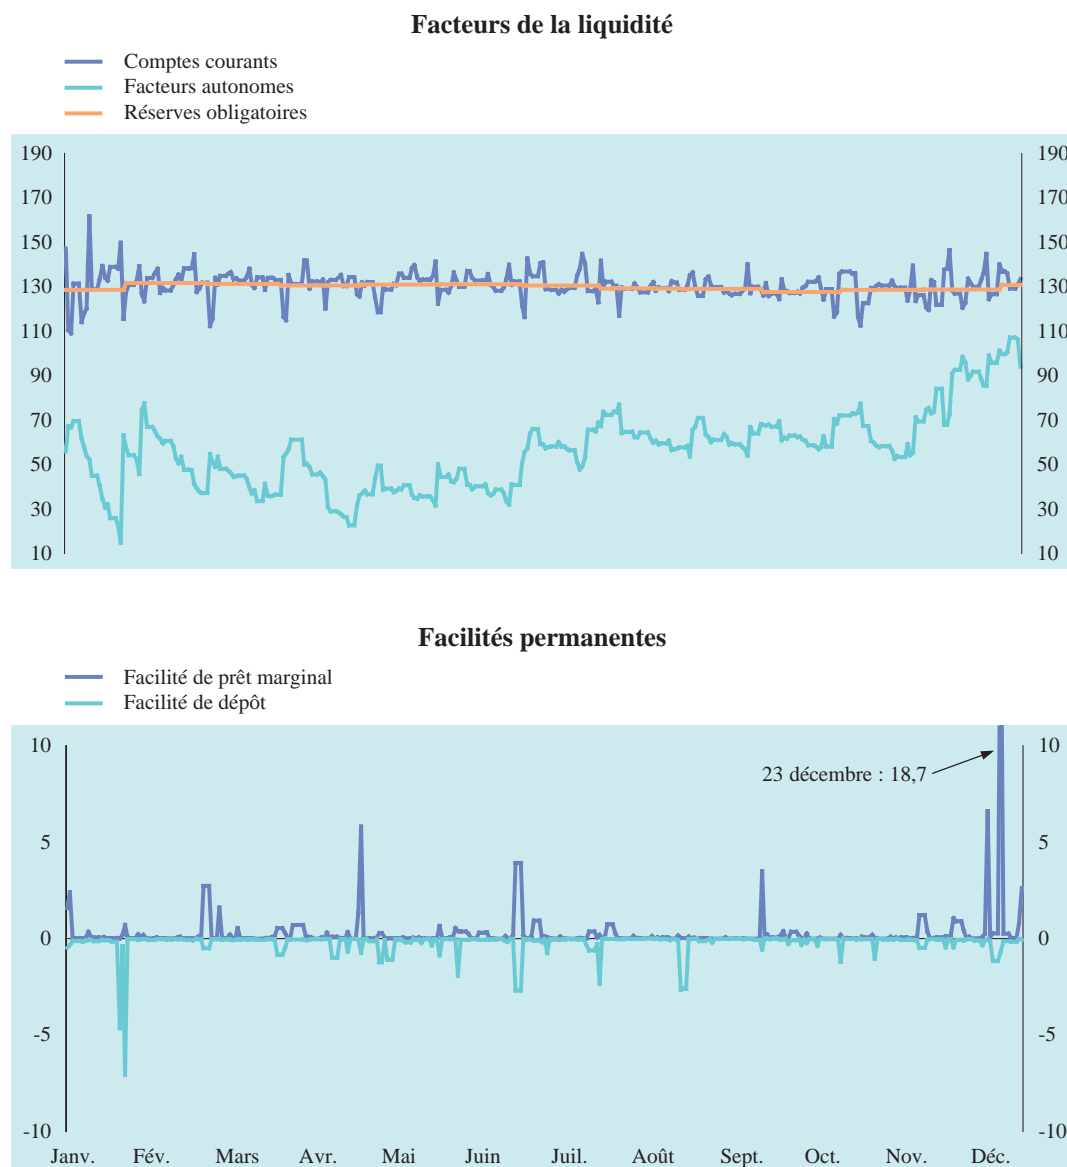 Facteurs de la liquidité
Comptes courants
Facteurs autonomes
Réserves obligatoires
190 190
170 170
150 150
130 130
110 110
90 90
70 70
50 50
30 30
10 10
Facilités permanentes
Facilité de prêt marginal
Facilité de dépôt
10 10
23 décembre : 18,7
5 5
0 0
-5 -5
-10 -10
Janv. Fév. Mars Avr. Mai Juin Juil. Août Sept. Oct. Nov. Déc.